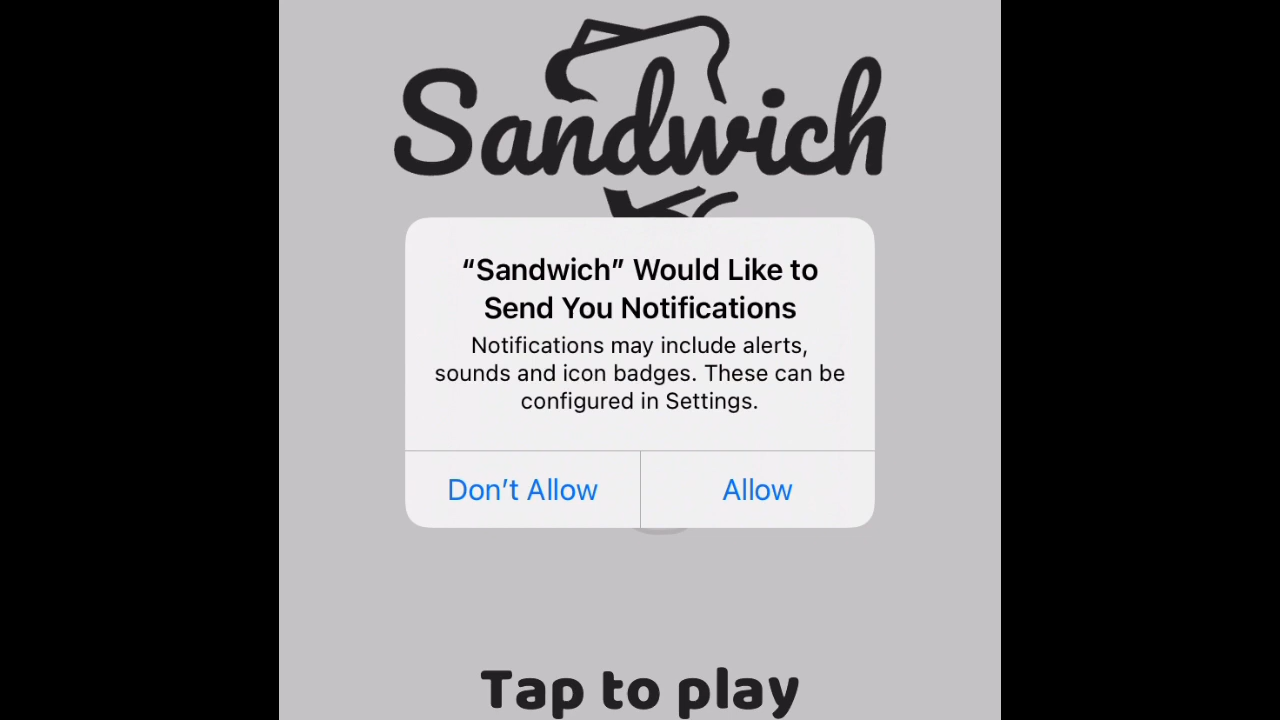 Sandwich
“Sandwich” Would Like to
Send You Notifications
Notifications may include alerts,
sounds and icon badges. These can be
configured in Settings.
Don’t Allow
Allow
Tap to play